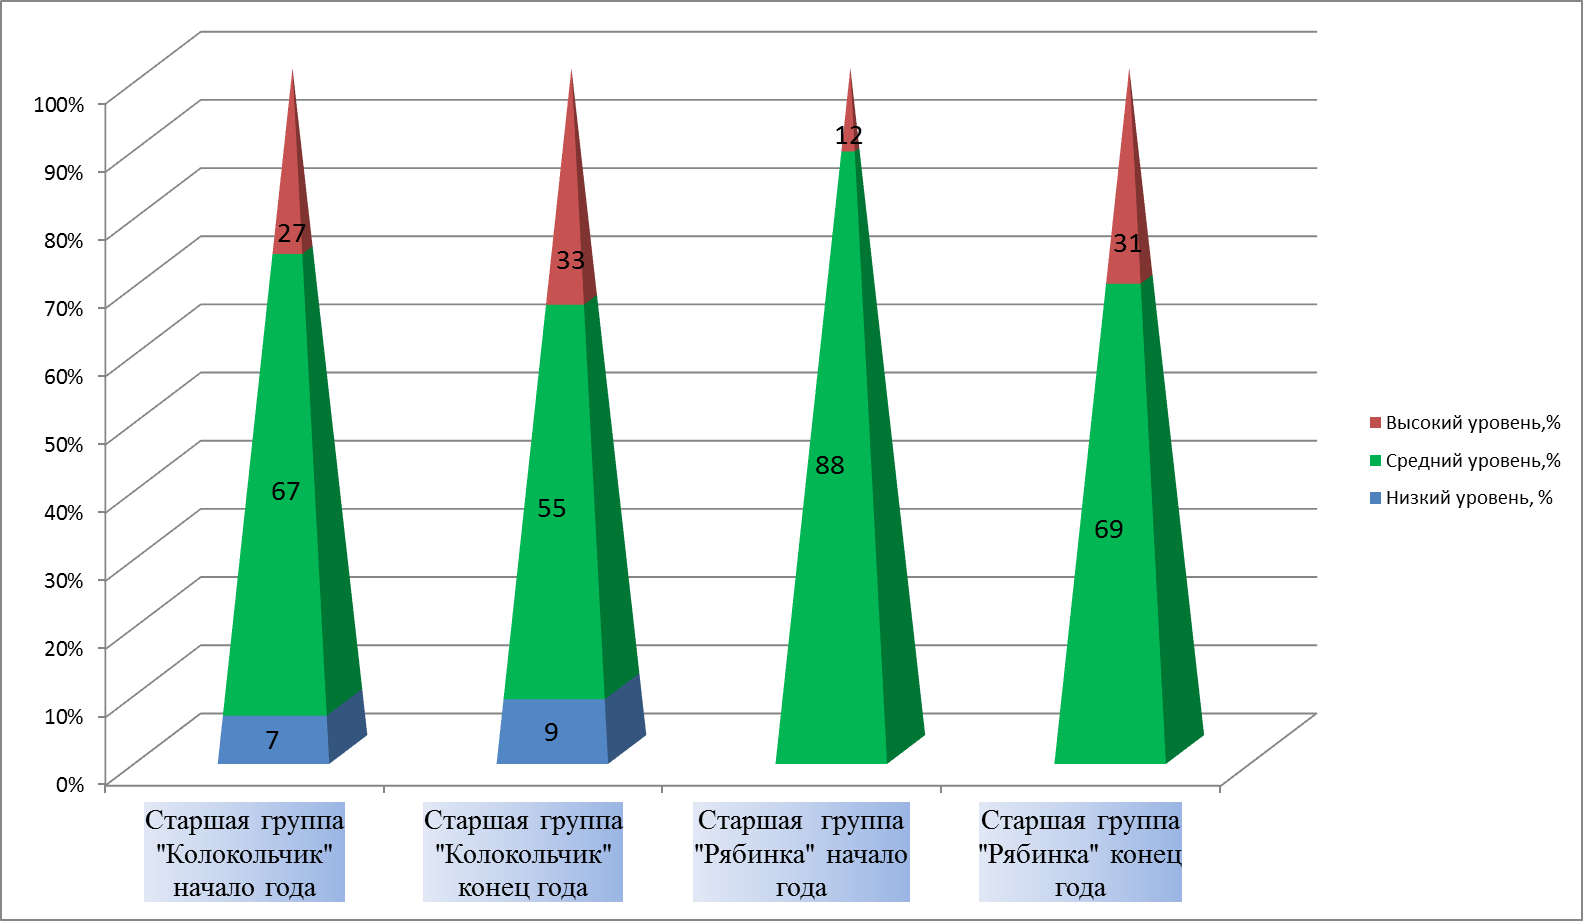 100%
90%
80%
70%
60%
50%
40%
30%
20%
10%
0%
27
67
7
33
55
9
12
88
31
69
Высокий уровень,%
Средний уровень,%
Низкий уровень, %
Старшая группа
"Колокольчик"
начало года
Старшая группа
"Колокольчик"
конец года
Старшая группа
"Рябинка" начало
года
Старшая группа
"Рябинка" конец
года